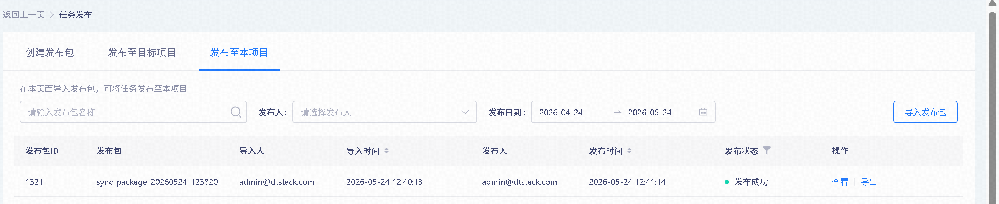 返回上一页 > 任务发布
创建发布包 发布至目标项目 发布至本项目
在本页面导入发布包，可将任务发布至本项目
请输入发布包名称 发布人： 请选择发布人 发布日期： 2026-04-24 → 2026-05-24 导入发布包
发布包ID 发布包 导入人 导入时间 发布人 发布时间 发布状态 操作
1321 sync_package_20260524_123820 admin@dtstack.com 2026-05-24 12:40:13 admin@dtstack.com 2026-05-24 12:41:14 发布成功 查看 导出